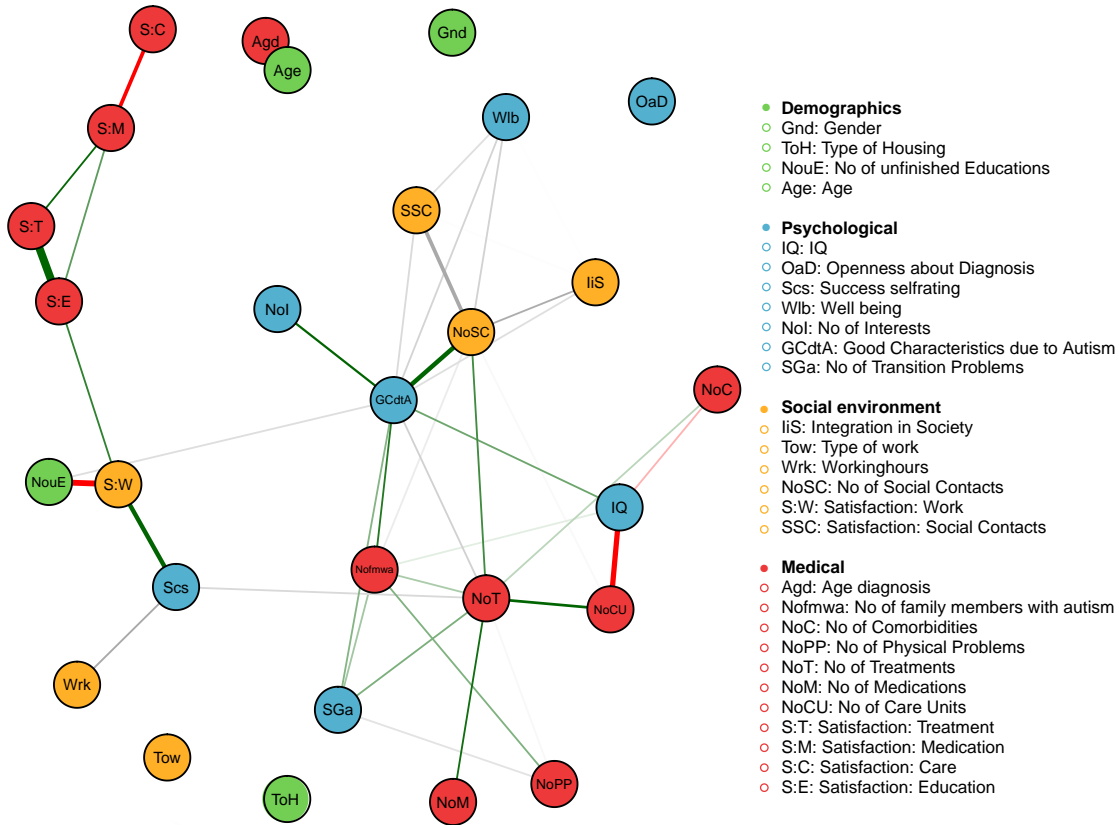 S:C
Agd
Age
Gnd
OaD
Wlb
S:M
SSC
S:T
IiS
S:E
NoI
NoSC
GCdtA
NoC
NouE
S:W
IQ
Nofmwa
Scs
NoT
NoCU
Wrk
SGa
Tow
ToH
NoM
NoPP
Demographics
Gnd: Gender
ToH: Type of Housing
NouE: No of unfinished Educations
Age: Age
Psychological
IQ: IQ
OaD: Openness about Diagnosis
Scs: Success selfrating
Wlb: Well being
NoI: No of Interests
GCdtA: Good Characteristics due to Autism
SGa: No of Transition Problems
Social environment
IiS: Integration in Society
Tow: Type of work
Wrk: Workinghours
NoSC: No of Social Contacts
S:W: Satisfaction: Work
SSC: Satisfaction: Social Contacts
Medical
Agd: Age diagnosis
Nofmwa: No of family members with autism
NoC: No of Comorbidities
NoPP: No of Physical Problems
NoT: No of Treatments
NoM: No of Medications
NoCU: No of Care Units
S:T: Satisfaction: Treatment
S:M: Satisfaction: Medication
S:C: Satisfaction: Care
S:E: Satisfaction: Education